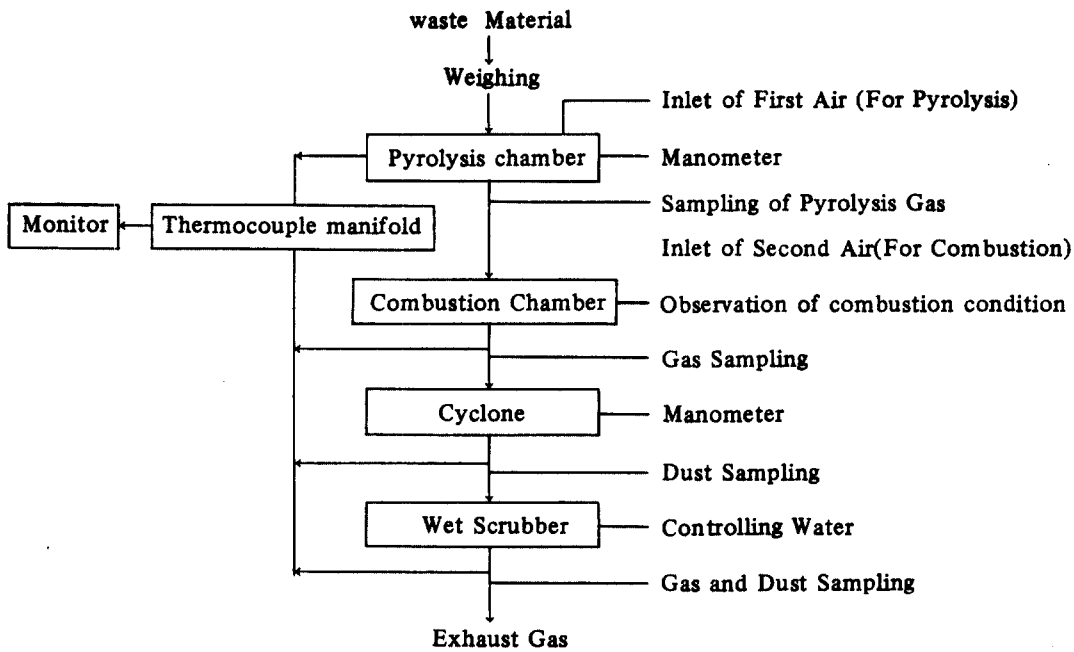 waste Material
Weighing
Inlet of First Air (For Pyrolysis)
Pyrolysis chamber
Manometer
Sampling of Pyrolysis Gas
Monitor
Thermocouple manifold
Inlet of Second Air(For Combustion)
Combustion Chamber
Observation of combustion condition
Gas Sampling
Cyclone
Manometer
Dust Sampling
Wet Scrubber
Controlling Water
Gas and Dust Sampling
Exhaust Gas